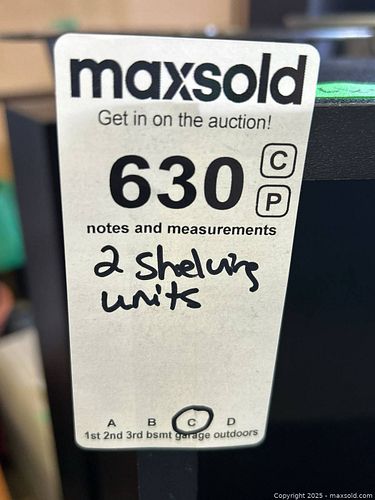 maxsold
Get in on the auction!
630
C
P
notes and measurements
2 Shelving
units
A B C D
1st 2nd 3rd bsmt garage outdoors
Copyright 2025 - maxsold.com